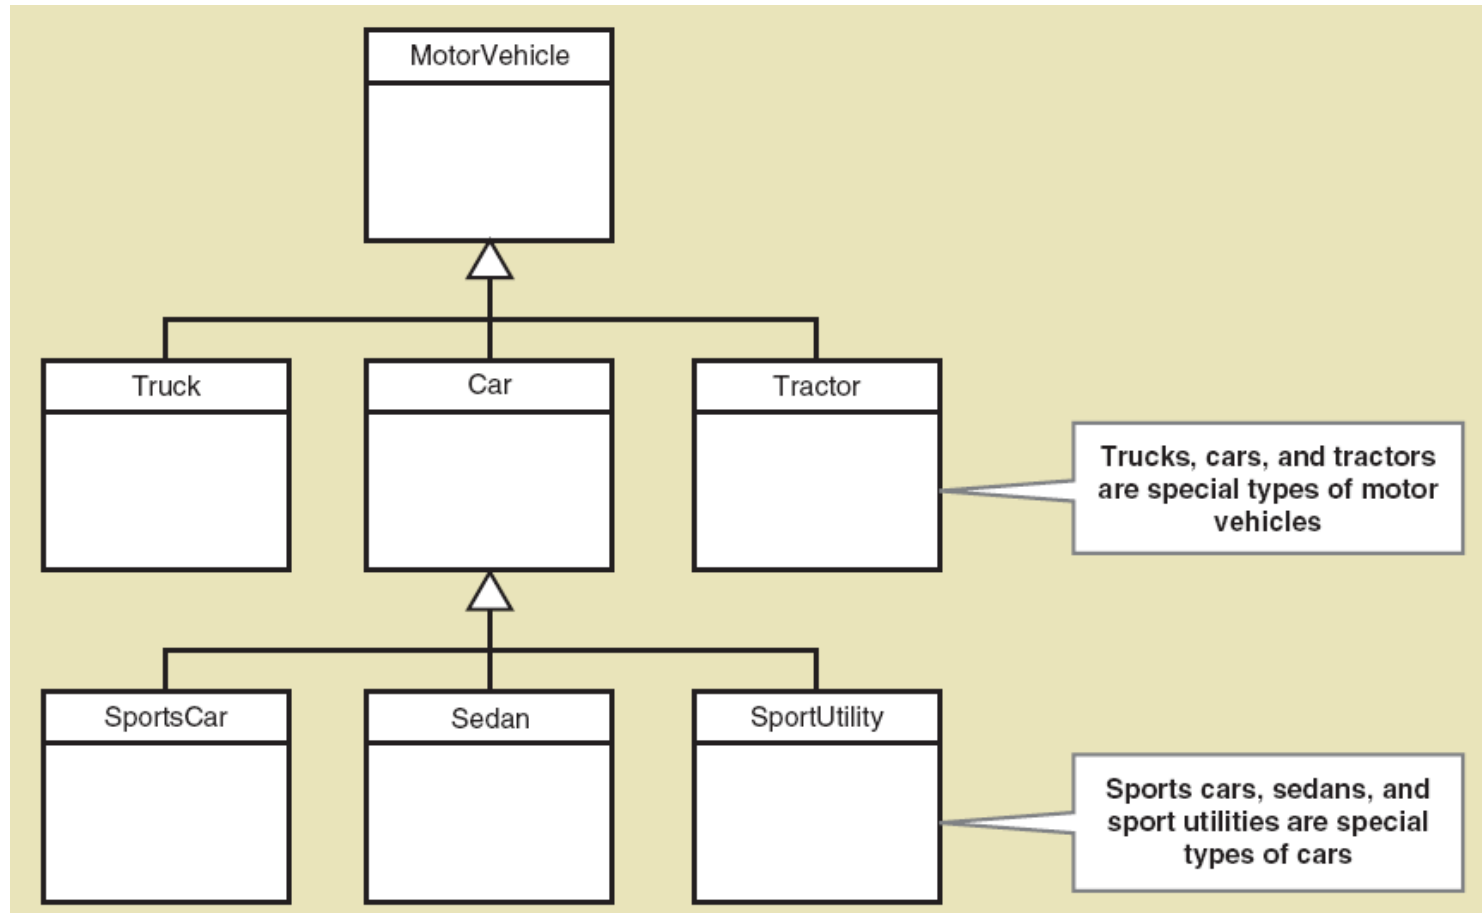 MotorVehicle
Truck
Car
Tractor
Trucks, cars, and tractors
are special types of motor
vehicles
SportsCar
Sedan
SportUtility
Sports cars, sedans, and
sport utilities are special
types of cars